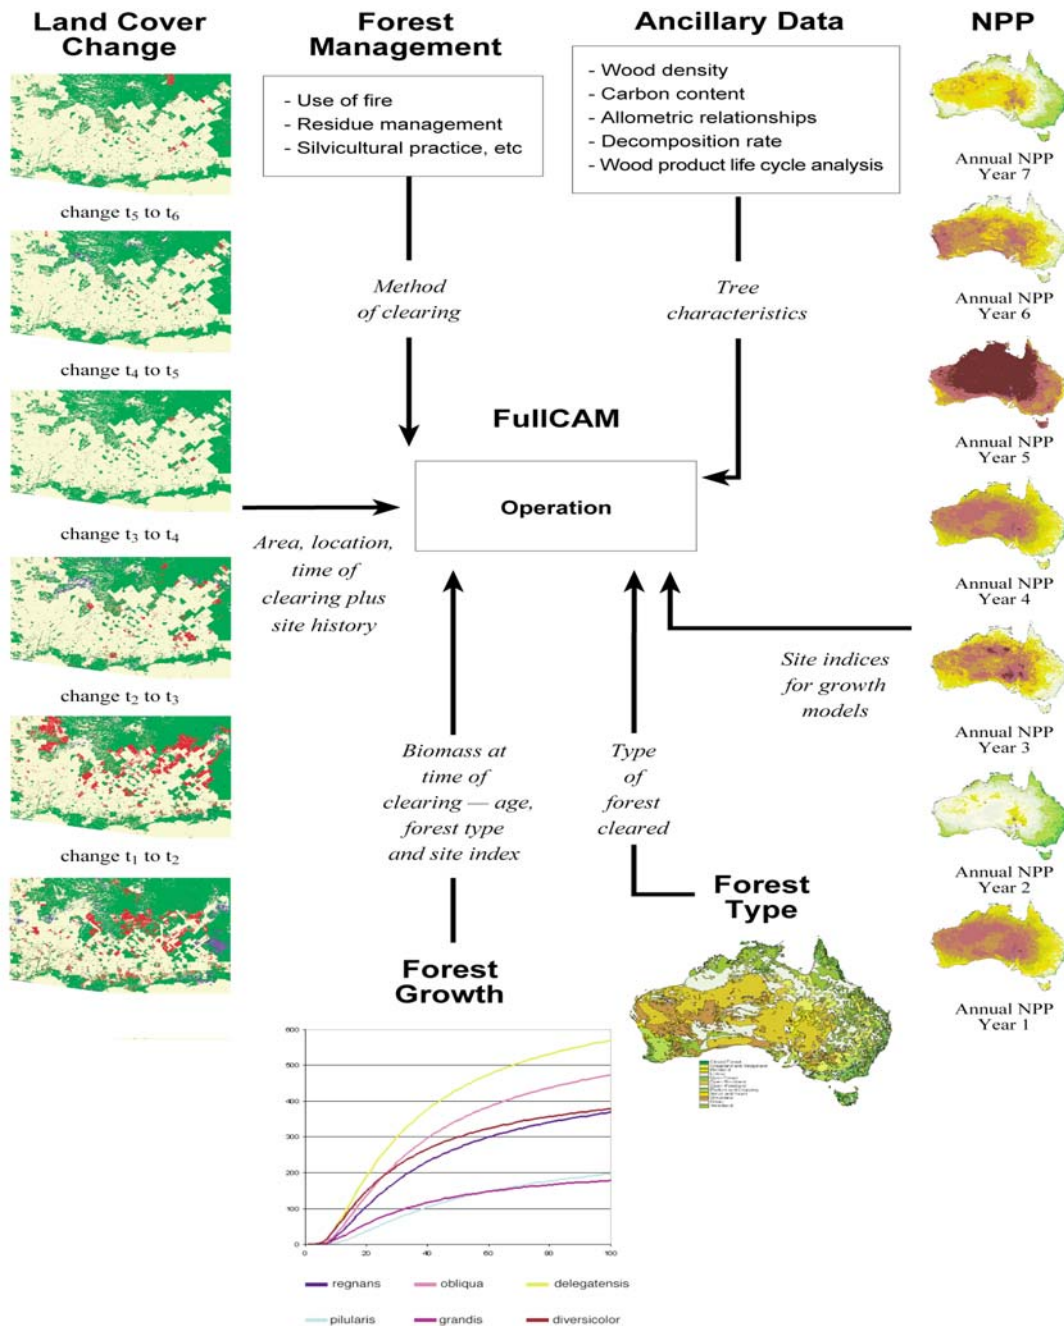 Land Cover
Change
change t5 to t6
change t4 to t5
change t3 to t4
change t2 to t3
change t1 to t2
Forest
Management
- Use of fire
- Residue management
- Silvicultural practice, etc
Method
of clearing
Ancillary Data
- Wood density
- Carbon content
- Allometric relationships
- Decomposition rate
- Wood product life cycle analysis
Tree
characteristics
NPP
Annual NPP
Year 7
Annual NPP
Year 6
Annual NPP
Year 5
Annual NPP
Year 4
Annual NPP
Year 3
Annual NPP
Year 2
Annual NPP
Year 1
FullCAM
Operation
Area, location,
time of
clearing plus
site history
Site indices
for growth
models
Biomass at
time of
clearing — age,
forest type
and site index
Type
of
forest
cleared
Forest
Growth
600
500
400
300
200
100
0
0 20 40 60 80 100
regnans obliqua delegatensis
pilularis grandis diversicolor
Forest
Type